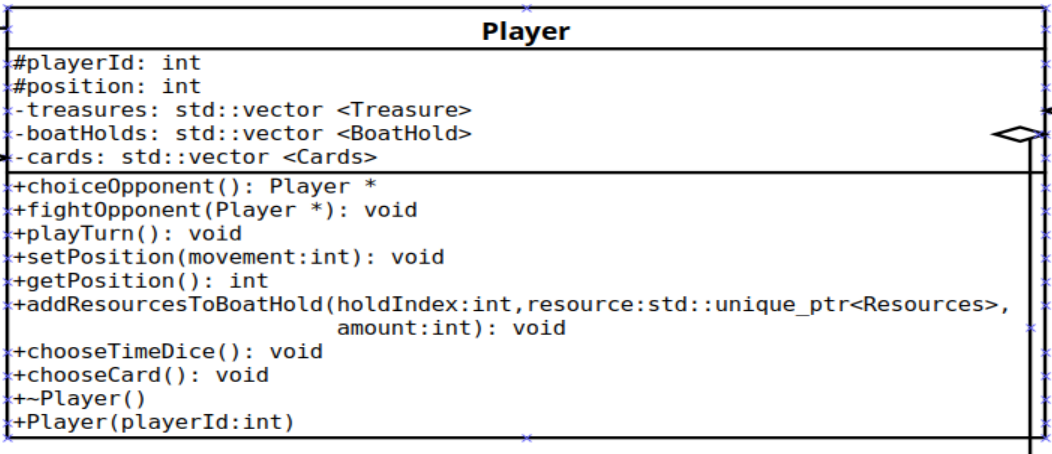 Player
#playerId: int
#position: int
-treasures: std::vector <Treasure>
-boatHolds: std::vector <BoatHold>
-cards: std::vector <Cards>
+choiceOpponent(): Player *
+fightOpponent(Player *): void
+playTurn(): void
+setPosition(movement:int): void
+getPosition(): int
+addResourcesToBoatHold(holdIndex:int,resource:std::unique_ptr<Resources>,
amount:int): void
+chooseTimeDice(): void
+chooseCard(): void
+~Player()
+Player(playerId:int)